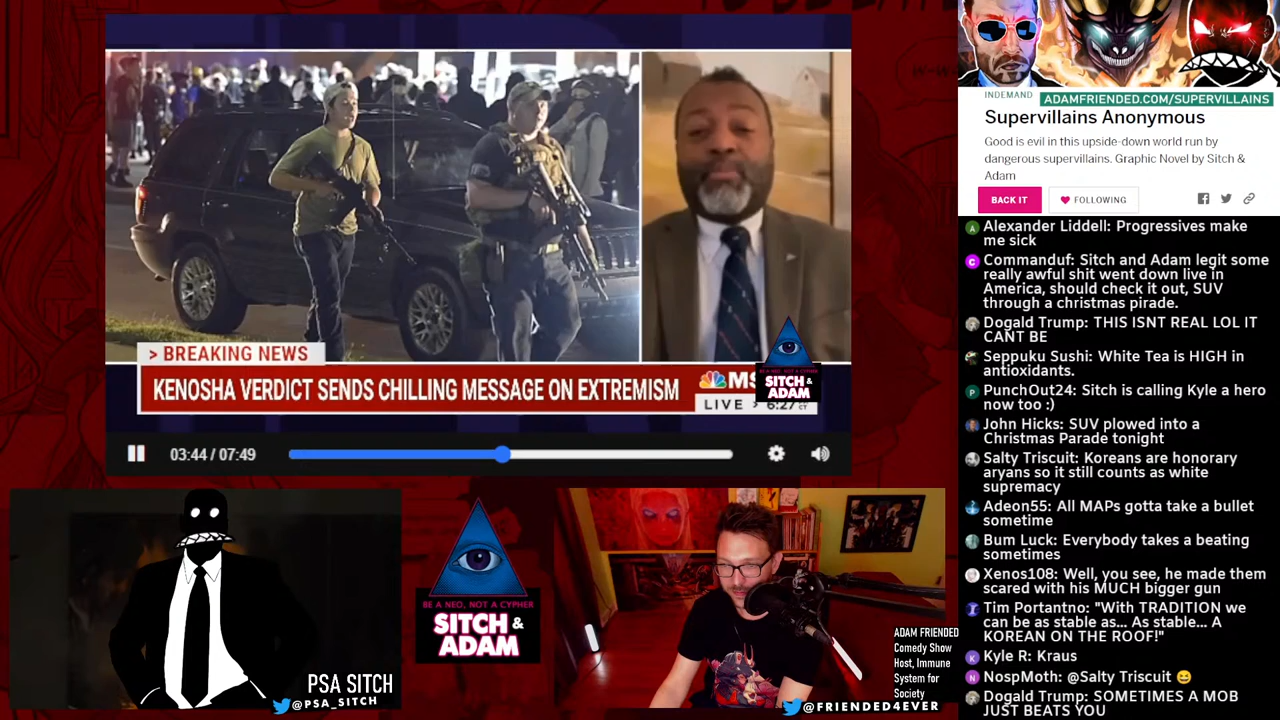 > BREAKING NEWS
KENOSHA VERDICT SENDS CHILLING MESSAGE ON EXTREMISM
MS
LIVE > 6:27 CT
BE A NEO, NOT A CYPHER
SITCH &
ADAM
03:44 / 07:49
PSA SITCH
@PSA_SITCH
BE A NEO, NOT A CYPHER
SITCH &
ADAM
ADAM FRIENDED
Comedy Show
Host, Immune
System for
Society
@FRIENDED4EVER
INDEMAND
ADAMFRIENDED.COM/SUPERVILLAINS
Supervillains Anonymous
Good is evil in this upside-down world run by
dangerous supervillains. Graphic Novel by Sitch &
Adam
BACK IT
FOLLOWING
A Alexander Liddell: Progressives make
me sick
C Commanduf: Sitch and Adam legit some
really awful shit went down live in
America, should check it out, SUV
through a christmas pirade.
Dogald Trump: THIS ISNT REAL LOL IT
CANT BE
Seppuku Sushi: White Tea is HIGH in
antioxidants.
P PunchOut24: Sitch is calling Kyle a hero
now too :)
John Hicks: SUV plowed into a
Christmas Parade tonight
Salty Triscuit: Koreans are honorary
aryans so it still counts as white
supremacy
Adeon55: All MAPs gotta take a bullet
sometime
Bum Luck: Everybody takes a beating
sometimes
Xenos108: Well, you see, he made them
scared with his MUCH bigger gun
Tim Portantno: "With TRADITION we
can be as stable as... As stable... A
KOREAN ON THE ROOF!"
K Kyle R: Kraus
N NospMoth: @Salty Triscuit 😄
Dogald Trump: SOMETIMES A MOB
JUST BEATS YOU